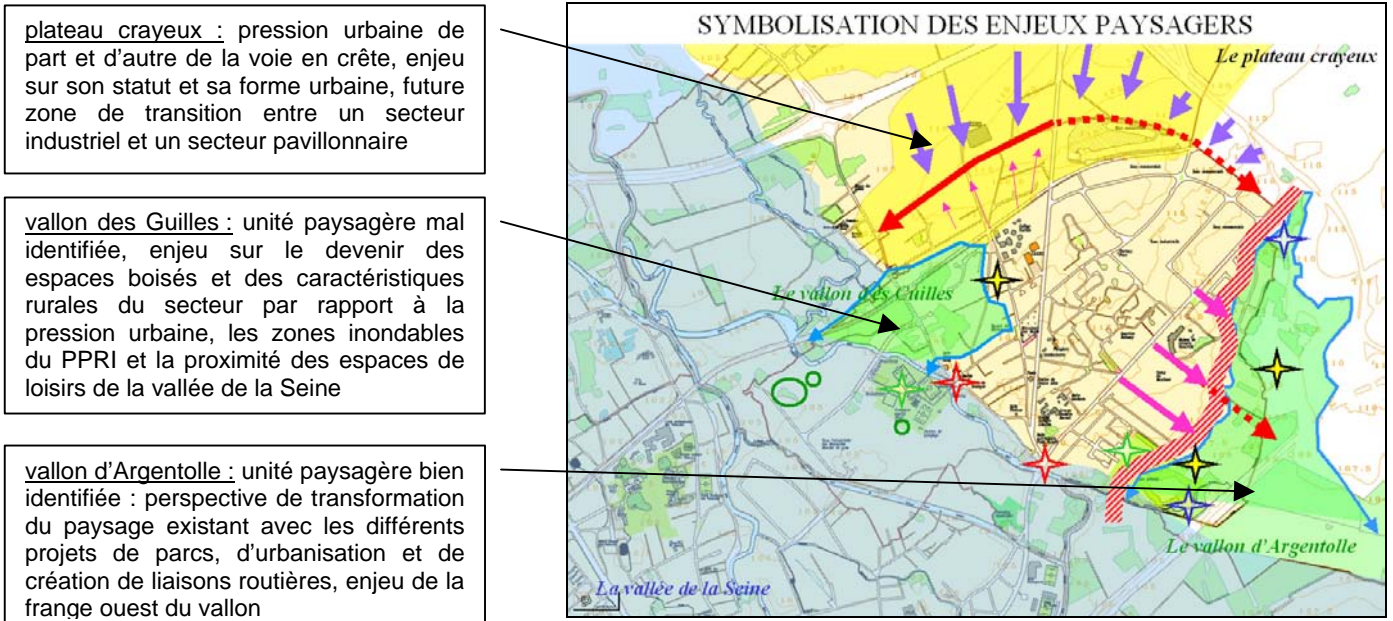 plateau crayeux : pression urbaine de
part et d'autre de la voie en crête, enjeu
sur son statut et sa forme urbaine, future
zone de transition entre un secteur
industriel et un secteur pavillonnaire
vallon des Guilles : unité paysagère mal
identifiée, enjeu sur le devenir des
espaces boisés et des caractéristiques
rurales du secteur par rapport à la
pression urbaine, les zones inondables
du PPRI et la proximité des espaces de
loisirs de la vallée de la Seine
vallon d'Argentolle : unité paysagère bien
identifiée : perspective de transformation
du paysage existant avec les différents
projets de parcs, d'urbanisation et de
création de liaisons routières, enjeu de la
frange ouest du vallon
SYMBOLISATION DES ENJEUX PAYSAGERS
Le plateau crayeux
Le vallon des Guilles
Le vallon d'Argentolle
La vallée de la Seine